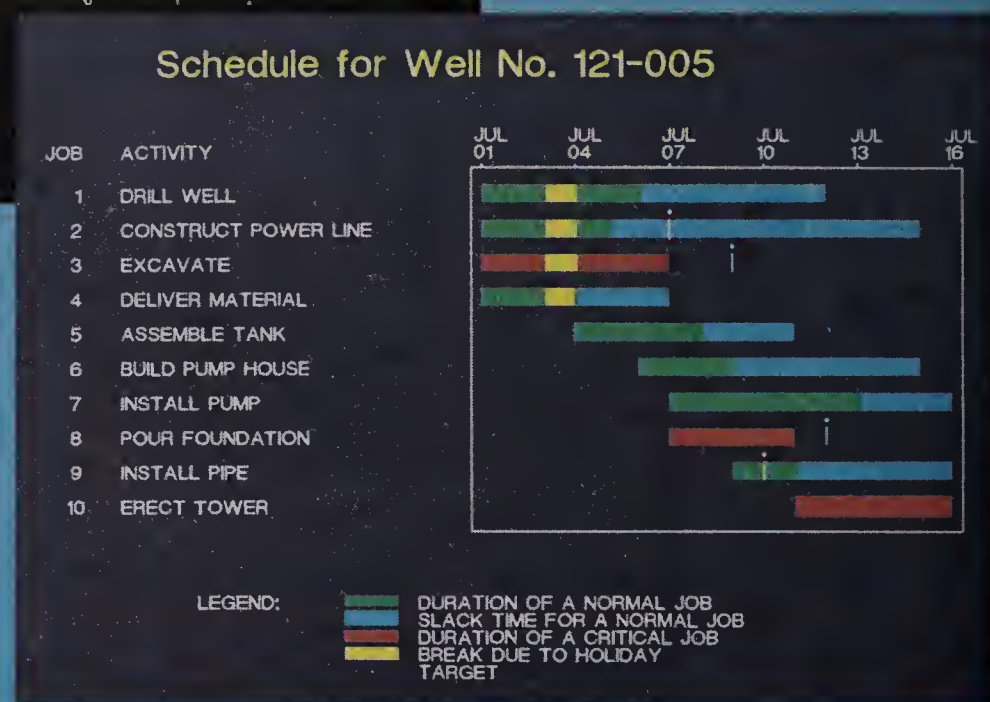 Schedule for Well No. 121-005
JUL JUL JUL JUL JUL JUL
JOB ACTIVITY 01 04 07 10 13 16
1 DRILL WELL
2 CONSTRUCT POWER LINE
3 EXCAVATE
4 DELIVER MATERIAL
5 ASSEMBLE TANK
6 BUILD PUMP HOUSE
7 INSTALL PUMP
8 POUR FOUNDATION
9 INSTALL PIPE
10 ERECT TOWER
LEGEND: DURATION OF A NORMAL JOB
SLACK TIME FOR A NORMAL JOB
DURATION OF A CRITICAL JOB
BREAK DUE TO HOLIDAY
TARGET